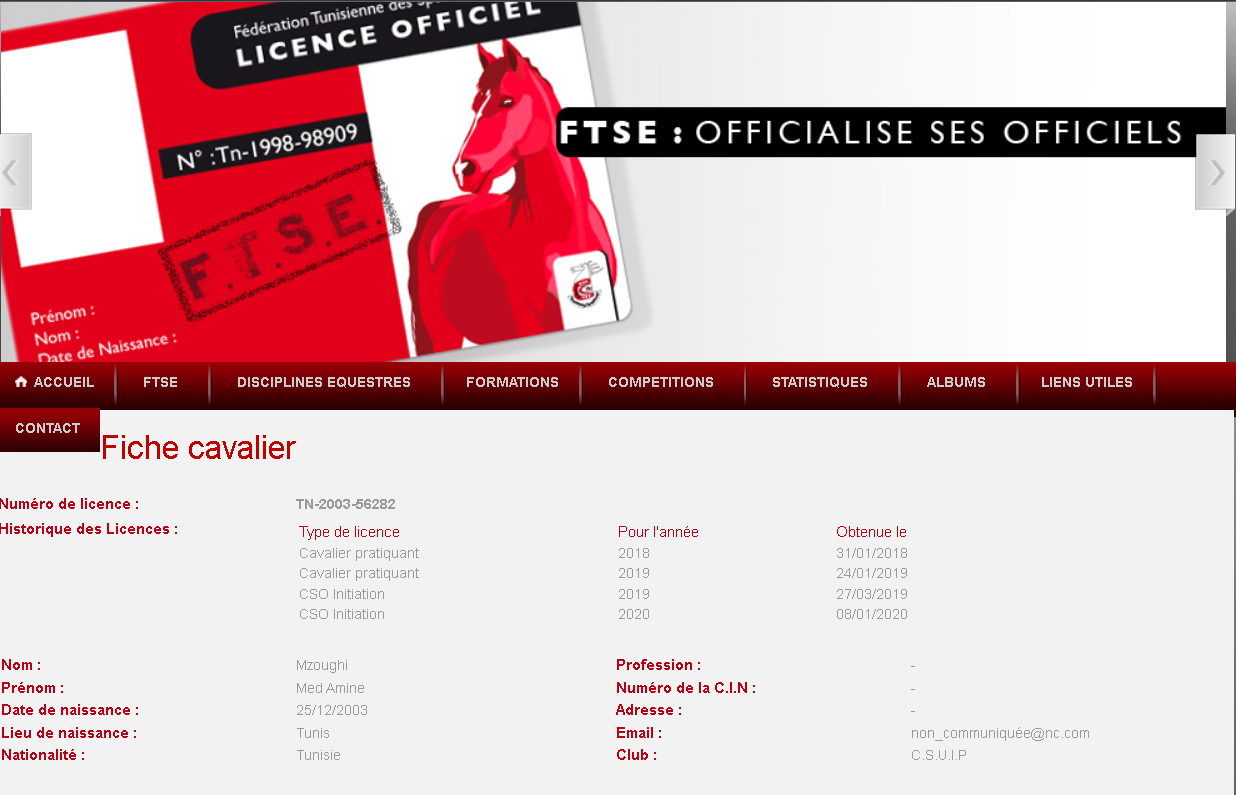 Fédération Tunisienne des
LICENCE OFFICIEL
N° :Tn-1998-98909
F.T.S.E.
Prénom :
Nom :
Date de Naissance :
FTSE : OFFICIALISE SES OFFICIELS
ACCUEIL FTSE DISCIPLINES EQUESTRES FORMATIONS COMPETITIONS STATISTIQUES ALBUMS LIENS UTILES
CONTACT
Fiche cavalier
Numéro de licence : TN-2003-56282
Historique des Licences :
Type de licence Pour l'année Obtenue le
Cavalier pratiquant 2018 31/01/2018
Cavalier pratiquant 2019 24/01/2019
CSO Initiation 2019 27/03/2019
CSO Initiation 2020 08/01/2020
Nom : Mzoughi Profession : -
Prénom : Med Amine Numéro de la C.I.N : -
Date de naissance : 25/12/2003 Adresse : -
Lieu de naissance : Tunis Email : non_communiquée@nc.com
Nationalité : Tunisie Club : C.S.U.I.P